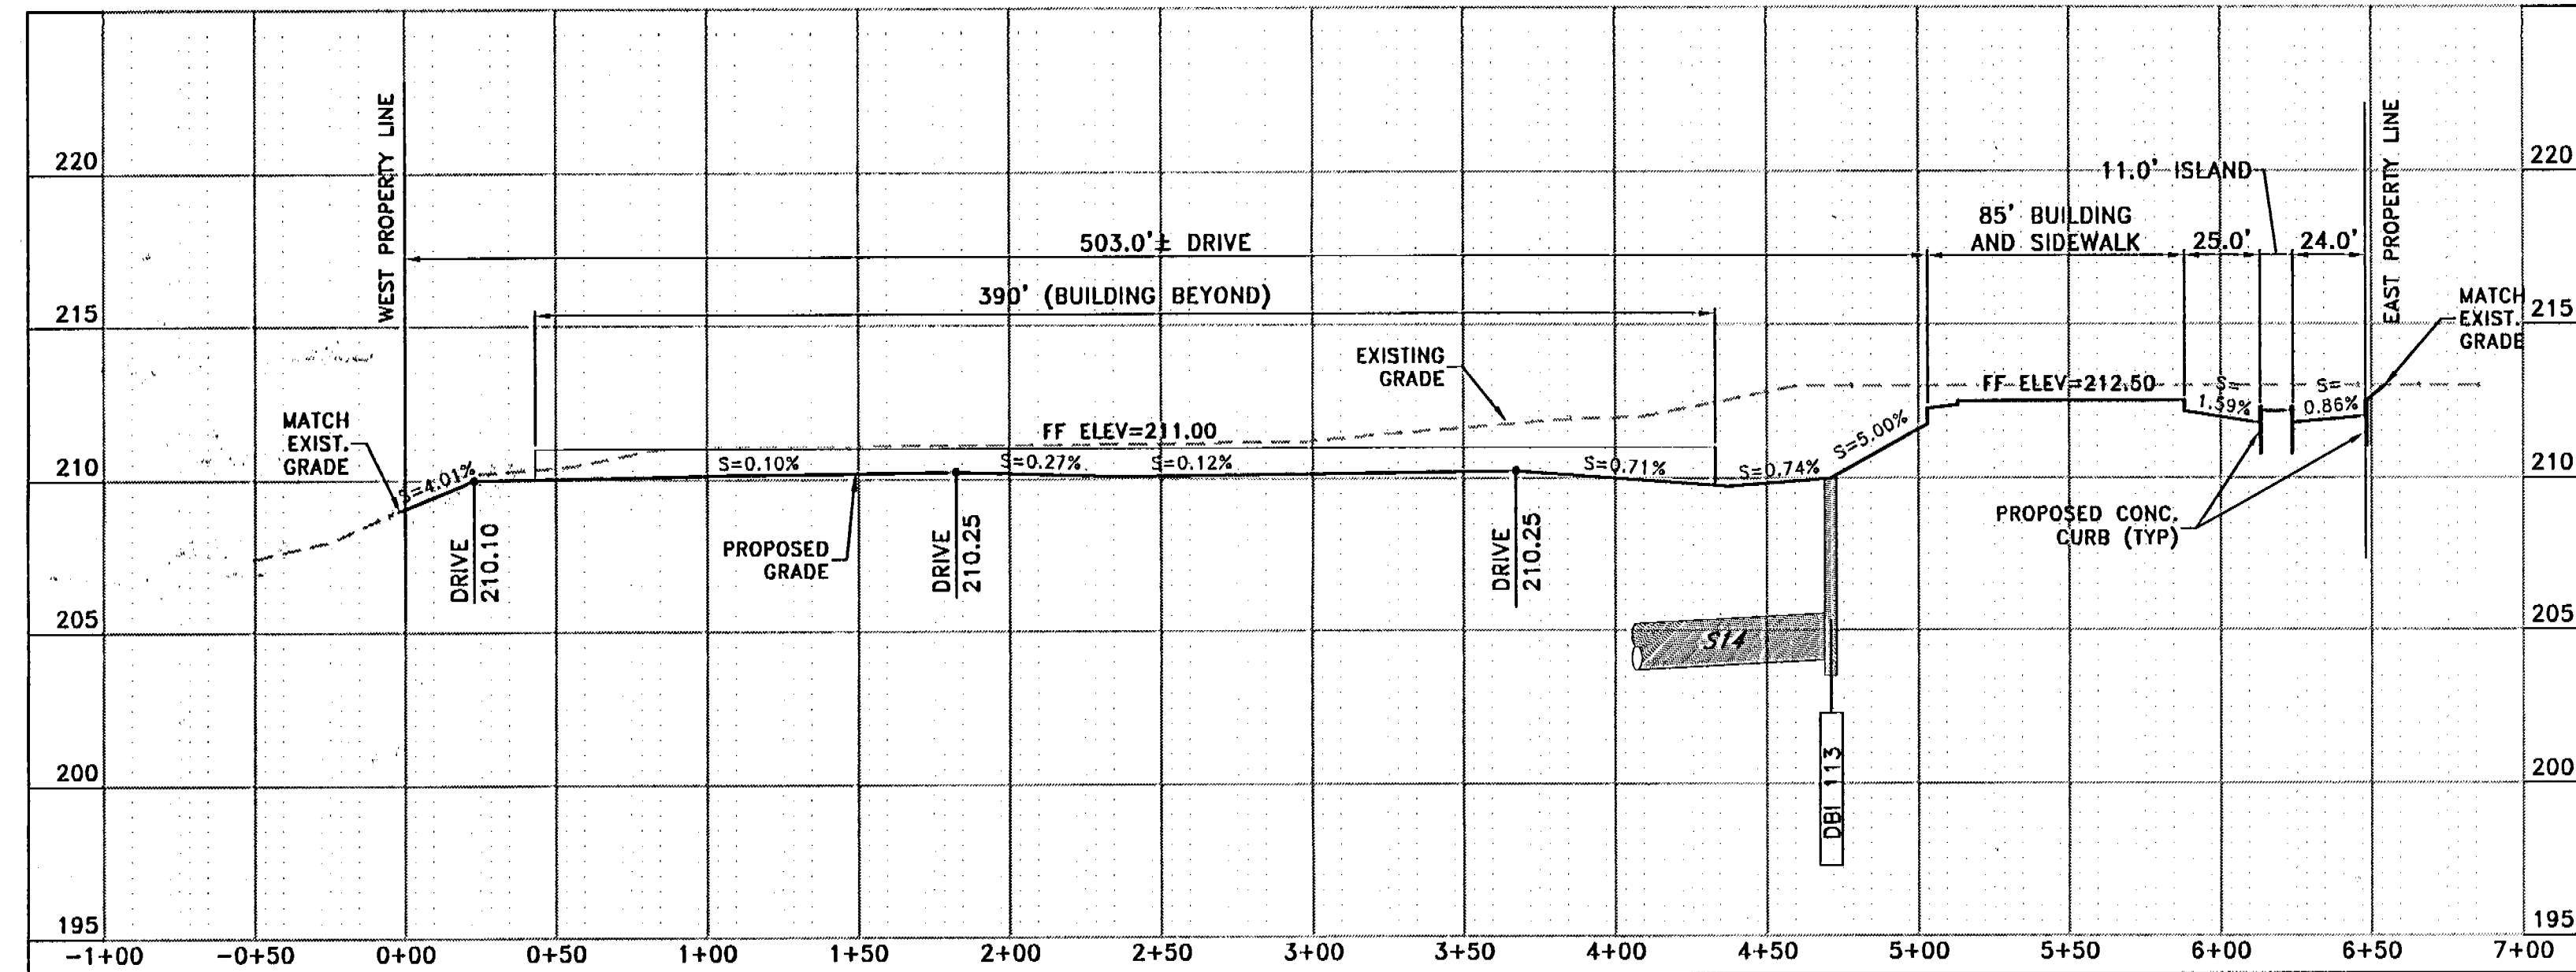 WEST PROPERTY LINE
EAST PROPERTY LINE
220
220
11.0' ISLAND
85' BUILDING
AND SIDEWALK
25.0'
24.0'
503.0'± DRIVE
390' (BUILDING BEYOND)
MATCH
EXIST.
GRADE
215
215
EXISTING
GRADE
FF ELEV=212.50
S=
1.59%
S=
0.86%
MATCH
EXIST.
GRADE
FF ELEV=211.00
S=4.01%
S=0.10%
S=0.27%
S=0.12%
S=0.71%
S=0.74%
S=5.00%
210
210
DRIVE
210.10
PROPOSED
GRADE
DRIVE
210.25
DRIVE
210.25
PROPOSED CONC.
CURB (TYP)
205
205
S14
DBI 113
200
200
195
195
-1+00
-0+50
0+00
0+50
1+00
1+50
2+00
2+50
3+00
3+50
4+00
4+50
5+00
5+50
6+00
6+50
7+00